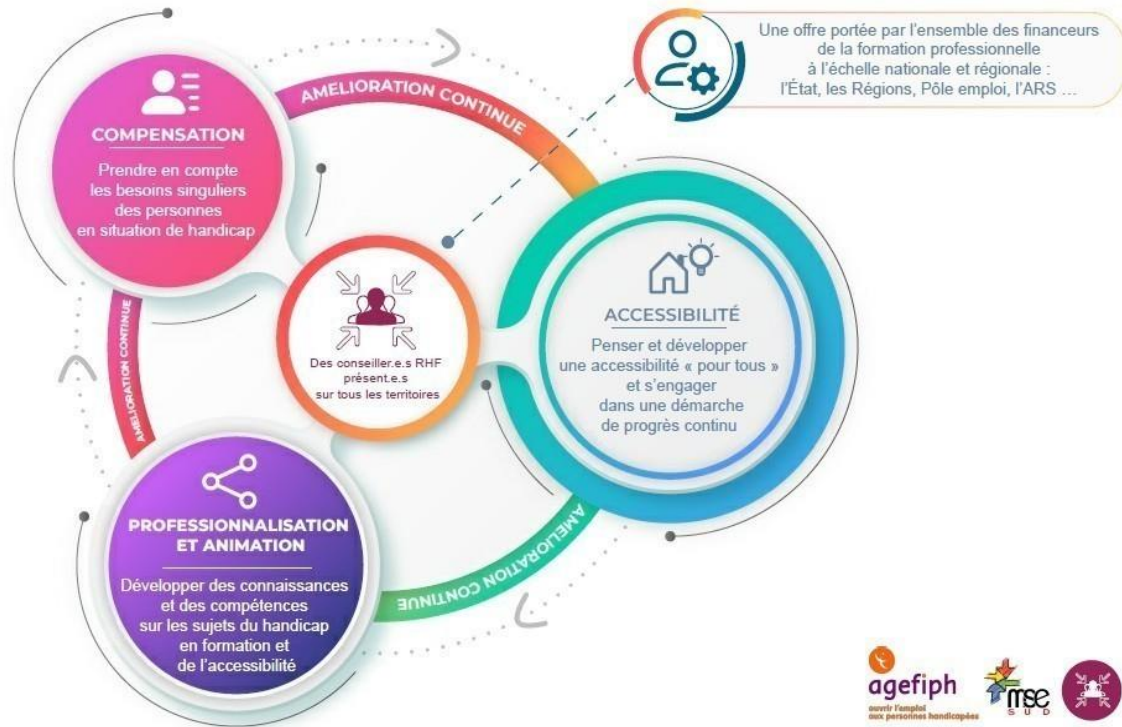 Une offre portée par l'ensemble des financeurs
de la formation professionnelle
à l'échelle nationale et régionale :
l'État, les Régions, Pôle emploi, l'ARS ...
AMELIORATION CONTINUE
COMPENSATION
Prendre en compte
les besoins singuliers
des personnes
en situation de handicap
ACCESSIBILITÉ
Penser et développer
une accessibilité « pour tous »
et s'engager
dans une démarche
de progrès continu
Des conseiller.e.s RHF
présent.e.s
sur tous les territoires
AMELIORATION CONTINUE
PROFESSIONNALISATION
ET ANIMATION
Développer des connaissances
et des compétences
sur les sujets du handicap
en formation et
de l'accessibilité
AMELIORATION CONTINUE
agefiph
ouvrir l'emploi
aux personnes handicapées
mse
SUD